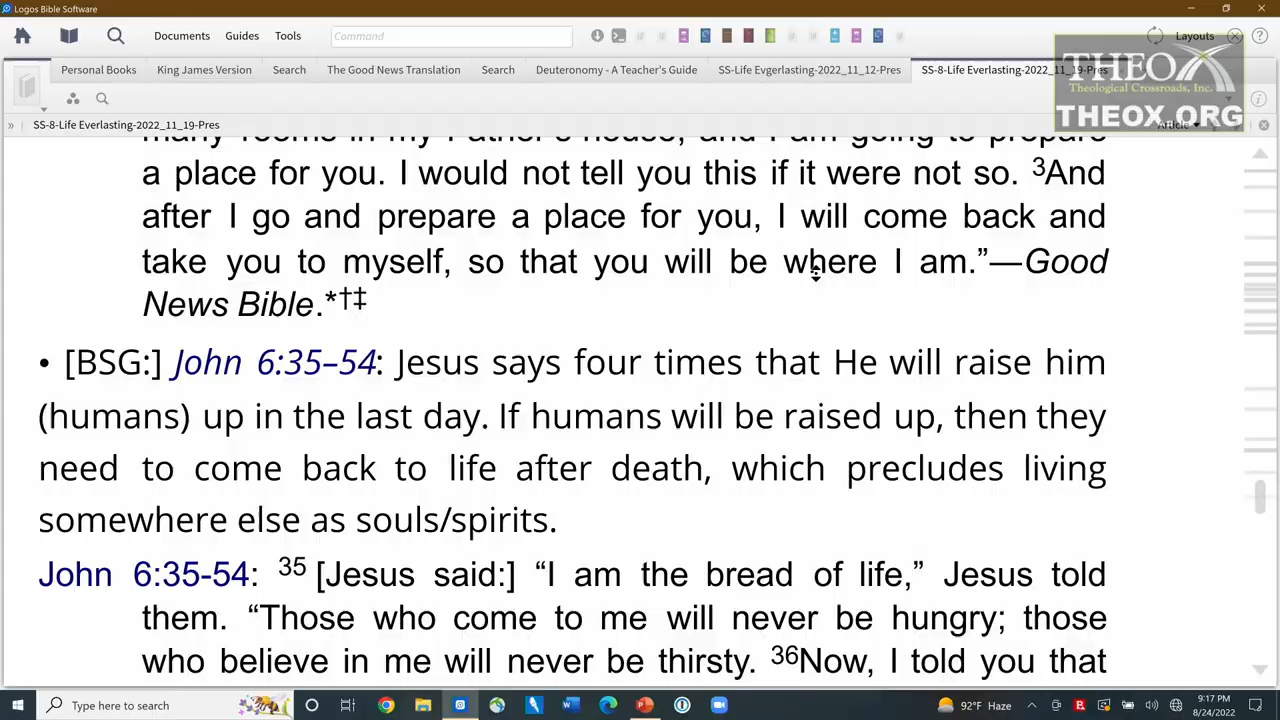 Logos Bible Software
Documents Guides Tools Command Layouts
Personal Books King James Version Search Search Deuteronomy - A Teacher's Guide SS-Life Evgerlasting-2022_11_12-Pres SS-8-Life Everlasting-2022_11_19-Pres
THEOX
Theological Crossroads, Inc.
THEOX.ORG
SS-8-Life Everlasting-2022_11_19-Pres Article
a place for you. I would not tell you this if it were not so. ³And
after I go and prepare a place for you, I will come back and
take you to myself, so that you will be where I am.”—Good
News Bible.*†‡
• [BSG:] John 6:35–54: Jesus says four times that He will raise him
(humans) up in the last day. If humans will be raised up, then they
need to come back to life after death, which precludes living
somewhere else as souls/spirits.
John 6:35-54: ³⁵ [Jesus said:] “I am the bread of life,” Jesus told
them. “Those who come to me will never be hungry; those
who believe in me will never be thirsty. ³⁶Now, I told you that
Type here to search 92°F Haze 9:17 PM
8/24/2022